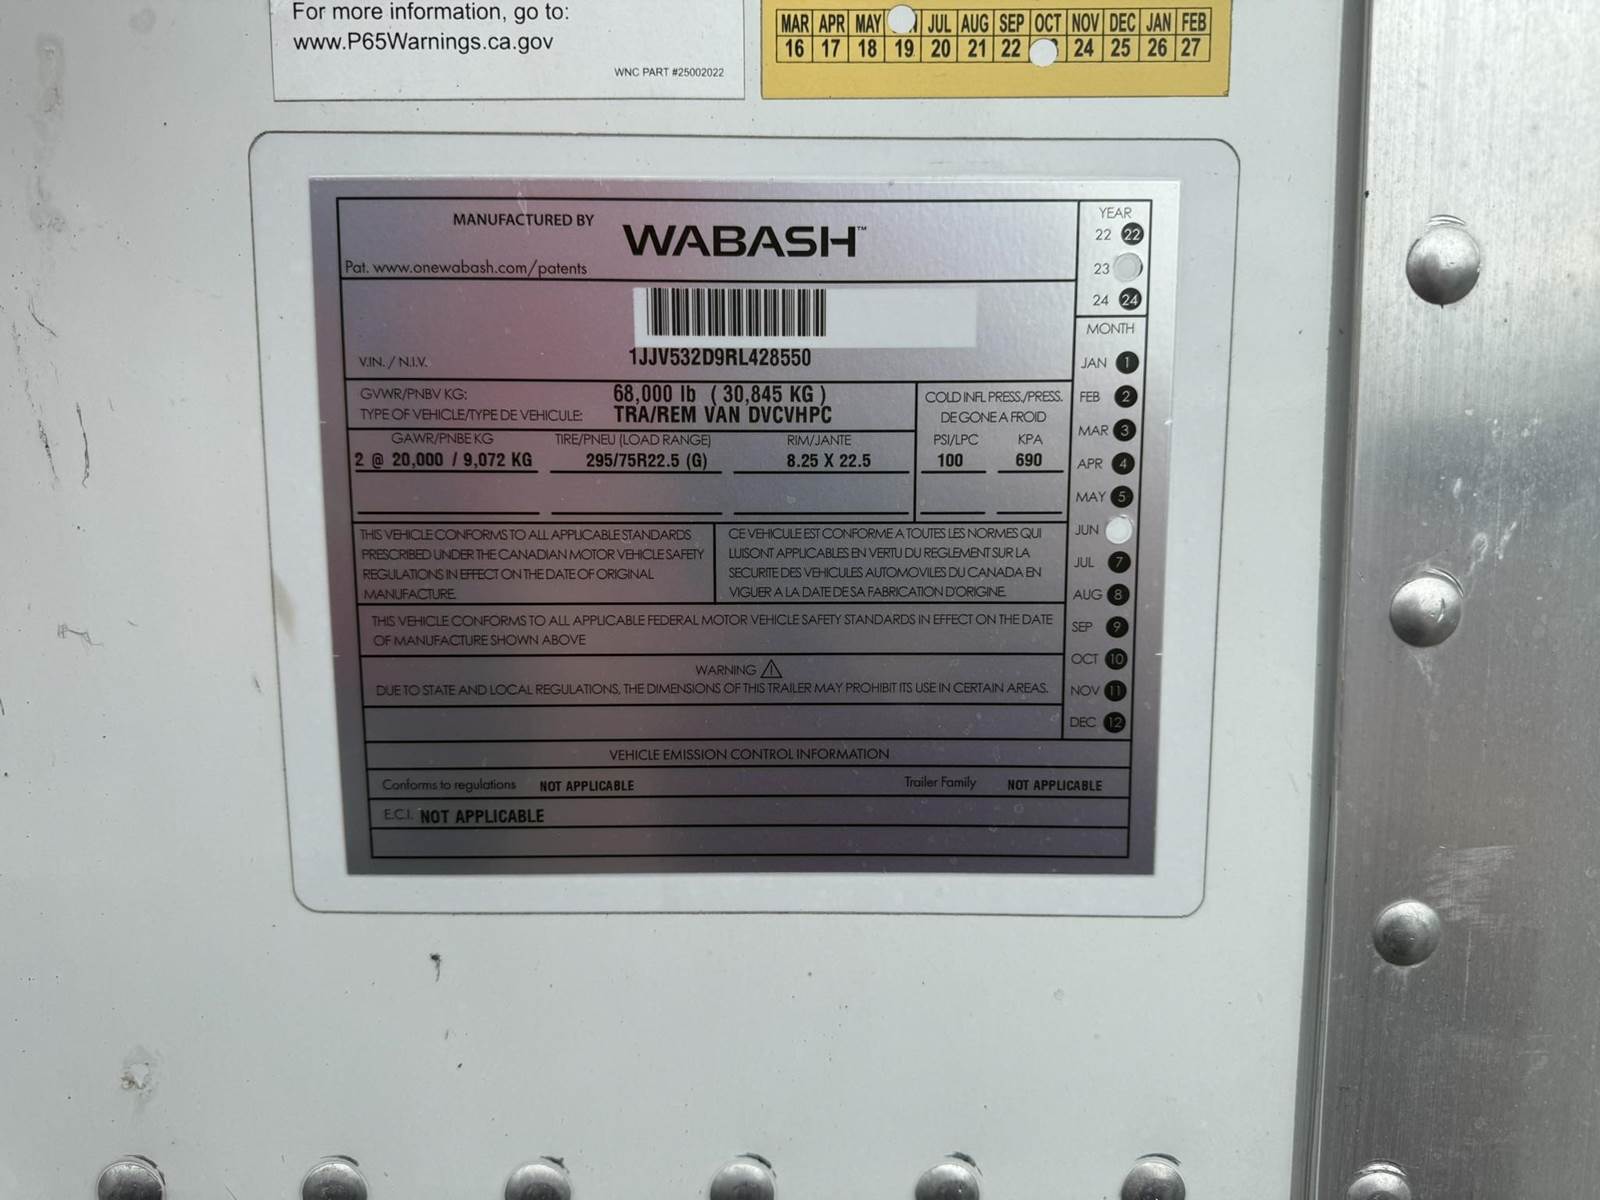 For more information, go to:
www.P65Warnings.ca.gov
WNC PART #25002022
MAR APR MAY JUL AUG SEP OCT NOV DEC JAN FEB
16 17 18 19 20 21 22 24 25 26 27
MANUFACTURED BY WABASH™
Pat. www.onewabash.com/patents
V.IN. / N.I.V. 1JJV532D9RL428550
GVWR/PNBV KG: 68,000 lb ( 30,845 KG )
TYPE OF VEHICLE/TYPE DE VEHICULE: TRA/REM VAN DVCVHPC
COLD INFL PRESS./PRESS.
DE GONE A FROID
GAWR/PNBE KG TIRE/PNEU (LOAD RANGE) RIM/JANTE PSI/LPC KPA
2 @ 20,000 / 9,072 KG 295/75R22.5 (G) 8.25 X 22.5 100 690
THIS VEHICLE CONFORMS TO ALL APPLICABLE STANDARDS
PRESCRIBED UNDER THE CANADIAN MOTOR VEHICLE SAFETY
REGULATIONS IN EFFECT ON THE DATE OF ORIGINAL
MANUFACTURE.
CE VEHICULE EST CONFORME A TOUTES LES NORMES QUI
LUI SONT APPLICABLES EN VERTU DU REGLEMENT SUR LA
SECURITE DES VEHICULES AUTOMOVILES DU CANADA EN
VIGUER A LA DATE DE SA FABRICATION D'ORIGINE.
THIS VEHICLE CONFORMS TO ALL APPLICABLE FEDERAL MOTOR VEHICLE SAFETY STANDARDS IN EFFECT ON THE DATE
OF MANUFACTURE SHOWN ABOVE
WARNING
DUE TO STATE AND LOCAL REGULATIONS, THE DIMENSIONS OF THIS TRAILER MAY PROHIBIT ITS USE IN CERTAIN AREAS.
VEHICLE EMISSION CONTROL INFORMATION
Conforms to regulations NOT APPLICABLE Trailer Family NOT APPLICABLE
E.C.I. NOT APPLICABLE
YEAR
22 22
23
24 24
MONTH
JAN 1
FEB 2
MAR 3
APR 4
MAY 5
JUN
JUL 7
AUG 8
SEP 9
OCT 10
NOV 11
DEC 12